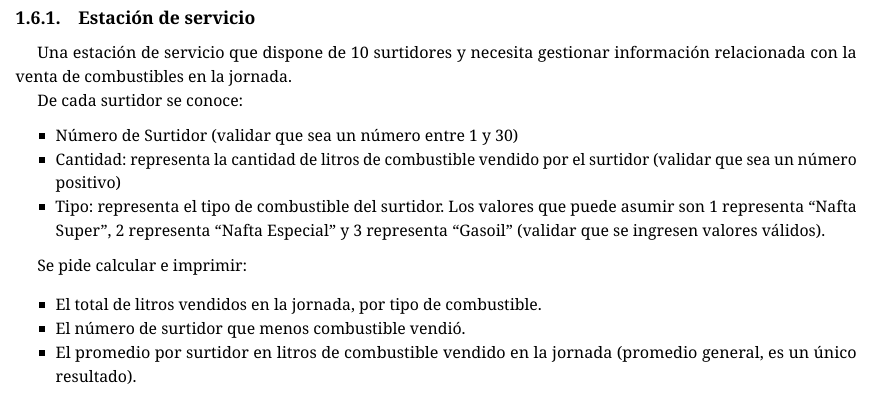 1.6.1. Estación de servicio
Una estación de servicio que dispone de 10 surtidores y necesita gestionar información relacionada con la
venta de combustibles en la jornada.
De cada surtidor se conoce:
▪ Número de Surtidor (validar que sea un número entre 1 y 30)
▪ Cantidad: representa la cantidad de litros de combustible vendido por el surtidor (validar que sea un número
positivo)
▪ Tipo: representa el tipo de combustible del surtidor. Los valores que puede asumir son 1 representa “Nafta
Super”, 2 representa “Nafta Especial” y 3 representa “Gasoil” (validar que se ingresen valores válidos).
Se pide calcular e imprimir:
▪ El total de litros vendidos en la jornada, por tipo de combustible.
▪ El número de surtidor que menos combustible vendió.
▪ El promedio por surtidor en litros de combustible vendido en la jornada (promedio general, es un único
resultado).